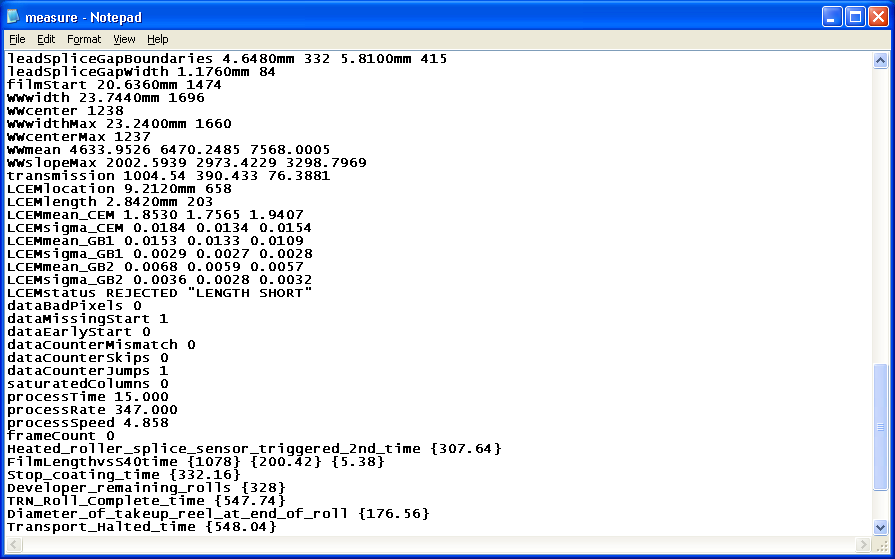 measure - Notepad
File Edit Format View Help
leadSpliceGapBoundaries 4.6480mm 332 5.8100mm 415
leadSpliceGapWidth 1.1760mm 84
filmStart 20.6360mm 1474
WWwidth 23.7440mm 1696
WWcenter 1238
WWwidthMax 23.2400mm 1660
WWcenterMax 1237
WWmean 4633.9526 6470.2485 7568.0005
WWslopeMax 2002.5939 2973.4229 3298.7969
transmission 1004.54 390.433 76.3881
LCEMlocation 9.2120mm 658
LCEMlength 2.8420mm 203
LCEMmean_CEM 1.8530 1.7565 1.9407
LCEMsigma_CEM 0.0184 0.0134 0.0154
LCEMmean_GB1 0.0153 0.0133 0.0109
LCEMsigma_GB1 0.0029 0.0027 0.0028
LCEMmean_GB2 0.0068 0.0059 0.0057
LCEMsigma_GB2 0.0036 0.0028 0.0032
LCEMstatus REJECTED "LENGTH SHORT"
dataBadPixels 0
dataMissingStart 1
dataEarlyStart 0
dataCounterMismatch 0
dataCounterSkips 0
dataCounterJumps 1
saturatedColumns 0
processTime 15.000
processRate 347.000
processSpeed 4.858
frameCount 0
Heated_roller_splice_sensor_triggered_2nd_time {307.64}
FilmLengthvsS40time {1078} {200.42} {5.38}
Stop_coating_time {332.16}
Developer_remaining_rolls {328}
TRN_Roll_Complete_time {547.74}
Diameter_of_takeup_reel_at_end_of_roll {176.56}
Transport_Halted_time {548.04}